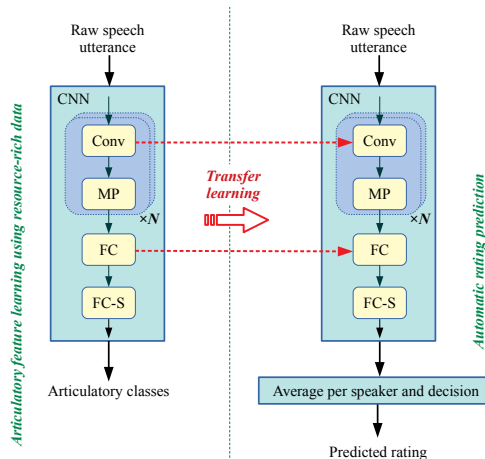 Articulatory feature learning using resource-rich data
Raw speech
utterance
CNN
Conv
MP
×N
FC
FC-S
Articulatory classes
Transfer
learning
Raw speech
utterance
CNN
Conv
MP
×N
FC
FC-S
Average per speaker and decision
Predicted rating
Automatic rating prediction